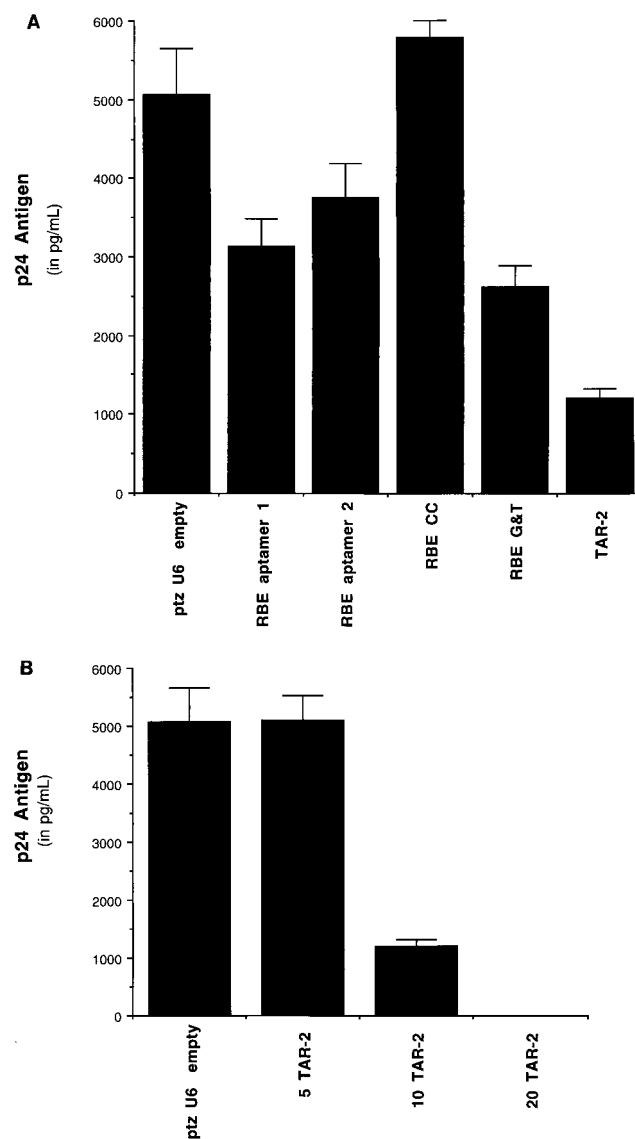 A
6000
5000
4000
3000
2000
1000
0
p24 Antigen
(in pg/mL)
ptz U6 empty
RBE aptamer 1
RBE aptamer 2
RBE CC
RBE G&T
TAR-2
B
6000
5000
4000
3000
2000
1000
0
p24 Antigen
(in pg/mL)
ptz U6 empty
5 TAR-2
10 TAR-2
20 TAR-2